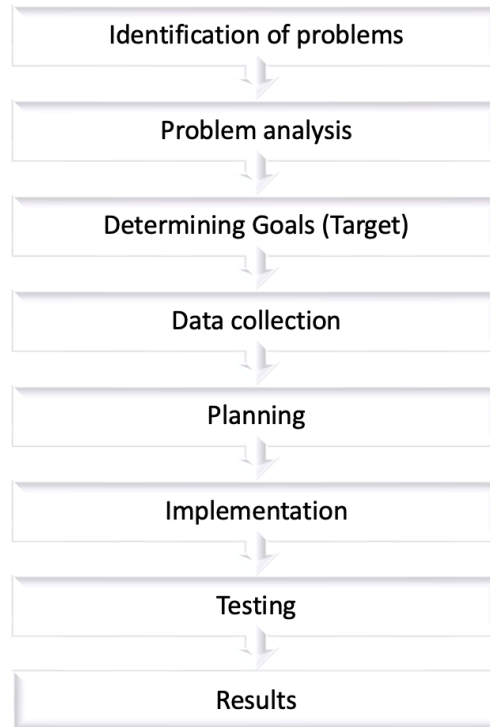 Identification of problems
Problem analysis
Determining Goals (Target)
Data collection
Planning
Implementation
Testing
Results